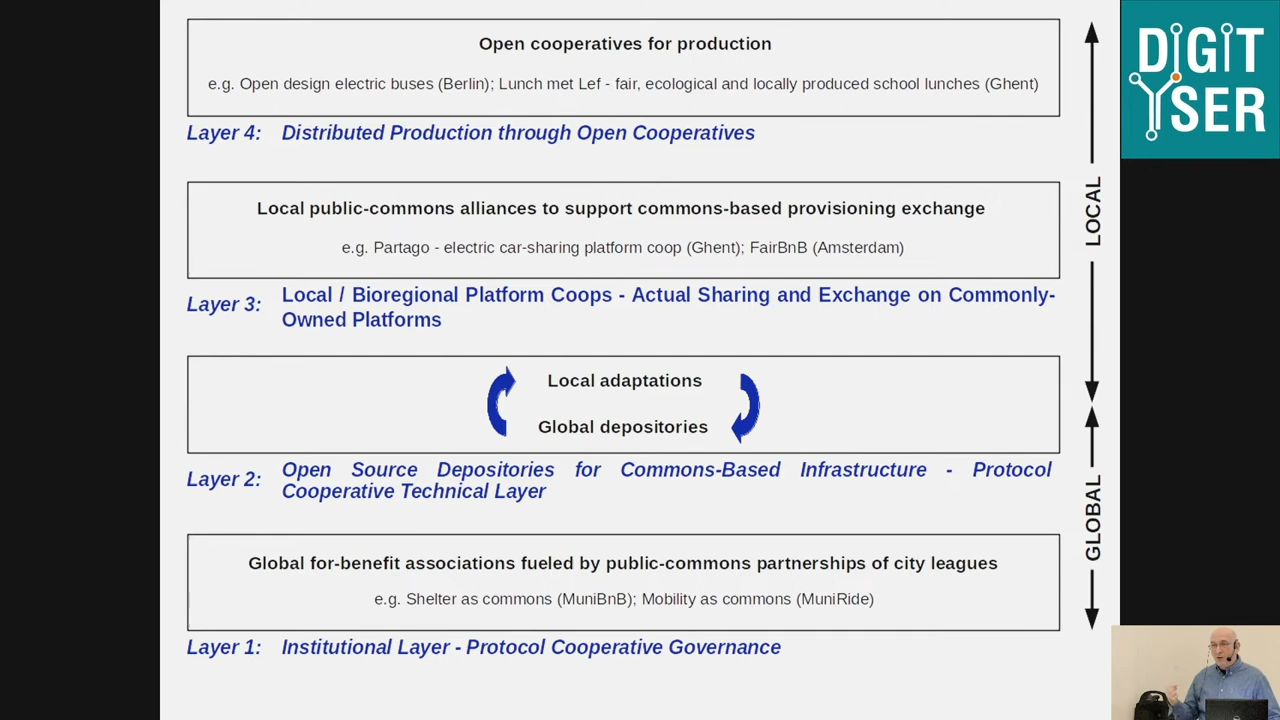 Open cooperatives for production
e.g. Open design electric buses (Berlin); Lunch met Lef - fair, ecological and locally produced school lunches (Ghent)
Layer 4: Distributed Production through Open Cooperatives
Local public-commons alliances to support commons-based provisioning exchange
e.g. Partago - electric car-sharing platform coop (Ghent); FairBnB (Amsterdam)
Layer 3: Local / Bioregional Platform Coops - Actual Sharing and Exchange on Commonly-
Owned Platforms
Local adaptations
Global depositories
Layer 2: Open Source Depositories for Commons-Based Infrastructure - Protocol
Cooperative Technical Layer
Global for-benefit associations fueled by public-commons partnerships of city leagues
e.g. Shelter as commons (MuniBnB); Mobility as commons (MuniRide)
Layer 1: Institutional Layer - Protocol Cooperative Governance
LOCAL
GLOBAL
DIGIT
YSER